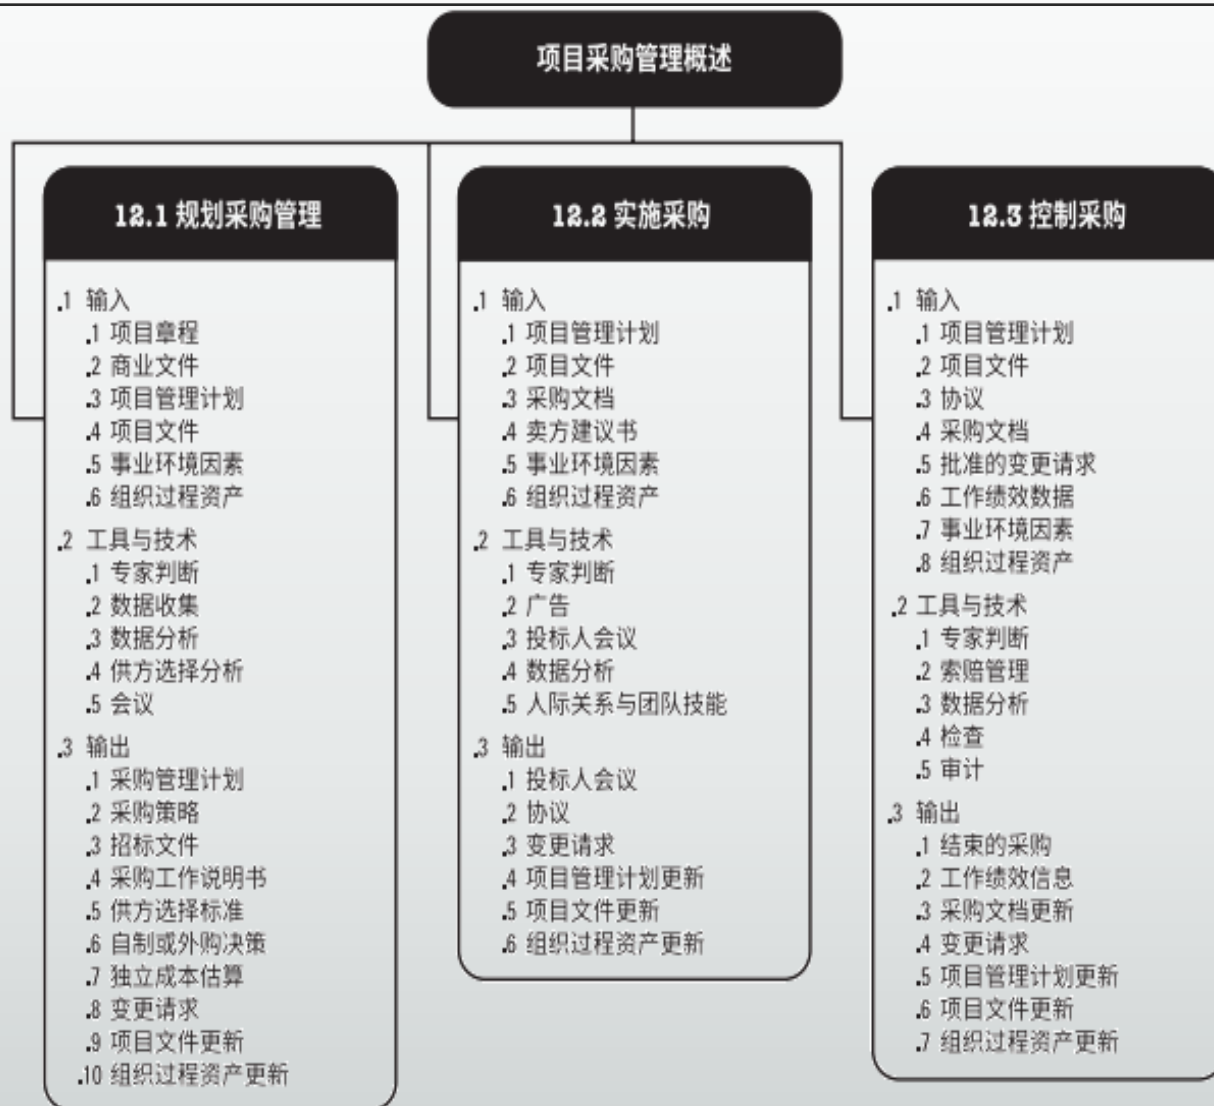 项目采购管理概述
12.1 规划采购管理
.1 输入
.1 项目章程
.2 商业文件
.3 项目管理计划
.4 项目文件
.5 事业环境因素
.6 组织过程资产
.2 工具与技术
.1 专家判断
.2 数据收集
.3 数据分析
.4 供方选择分析
.5 会议
.3 输出
.1 采购管理计划
.2 采购策略
.3 招标文件
.4 采购工作说明书
.5 供方选择标准
.6 自制或外购决策
.7 独立成本估算
.8 变更请求
.9 项目文件更新
.10 组织过程资产更新
12.2 实施采购
.1 输入
.1 项目管理计划
.2 项目文件
.3 采购文档
.4 卖方建议书
.5 事业环境因素
.6 组织过程资产
.2 工具与技术
.1 专家判断
.2 广告
.3 投标人会议
.4 数据分析
.5 人际关系与团队技能
.3 输出
.1 投标人会议
.2 协议
.3 变更请求
.4 项目管理计划更新
.5 项目文件更新
.6 组织过程资产更新
12.3 控制采购
.1 输入
.1 项目管理计划
.2 项目文件
.3 协议
.4 采购文档
.5 批准的变更请求
.6 工作绩效数据
.7 事业环境因素
.8 组织过程资产
.2 工具与技术
.1 专家判断
.2 索赔管理
.3 数据分析
.4 检查
.5 审计
.3 输出
.1 结束的采购
.2 工作绩效信息
.3 采购文档更新
.4 变更请求
.5 项目管理计划更新
.6 项目文件更新
.7 组织过程资产更新